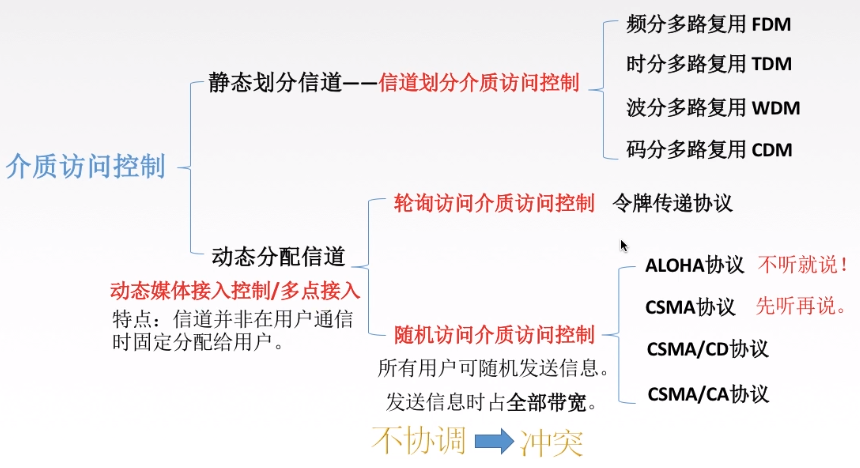 介质访问控制
静态划分信道——信道划分介质访问控制
频分多路复用 FDM
时分多路复用 TDM
波分多路复用 WDM
码分多路复用 CDM
动态分配信道
动态媒体接入控制/多点接入
特点：信道并非在用户通信
时固定分配给用户。
轮询访问介质访问控制 令牌传递协议
随机访问介质访问控制
所有用户可随机发送信息。
发送信息时占全部带宽。
ALOHA协议 不听就说！
CSMA协议 先听再说。
CSMA/CD协议
CSMA/CA协议
不协调 冲突